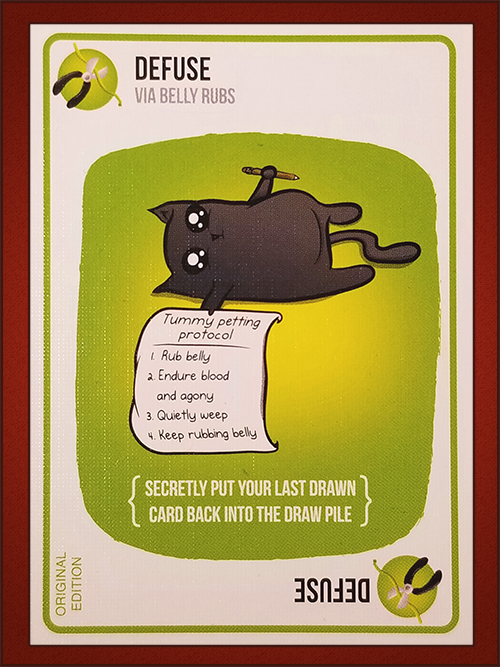 DEFUSE
VIA BELLY RUBS
Tummy petting
protocol
1. Rub belly
2. Endure blood
and agony
3. Quietly weep
4. Keep rubbing belly
{ SECRETLY PUT YOUR LAST DRAWN
CARD BACK INTO THE DRAW PILE }
ORIGINAL
EDITION
DEFUSE